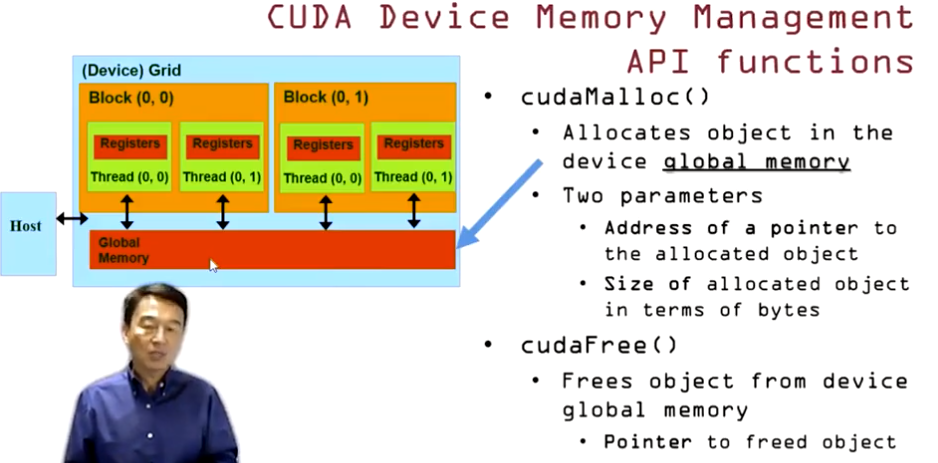 CUDA Device Memory Management
API functions
(Device) Grid
Block (0, 0)
Block (0, 1)
Registers
Registers
Registers
Registers
Thread (0, 0)
Thread (0, 1)
Thread (0, 0)
Thread (0, 1)
Host
Global
Memory
• cudaMalloc()
• Allocates object in the
device global memory
• Two parameters
• Address of a pointer to
the allocated object
• Size of allocated object
in terms of bytes
• cudaFree()
• Frees object from device
global memory
• Pointer to freed object